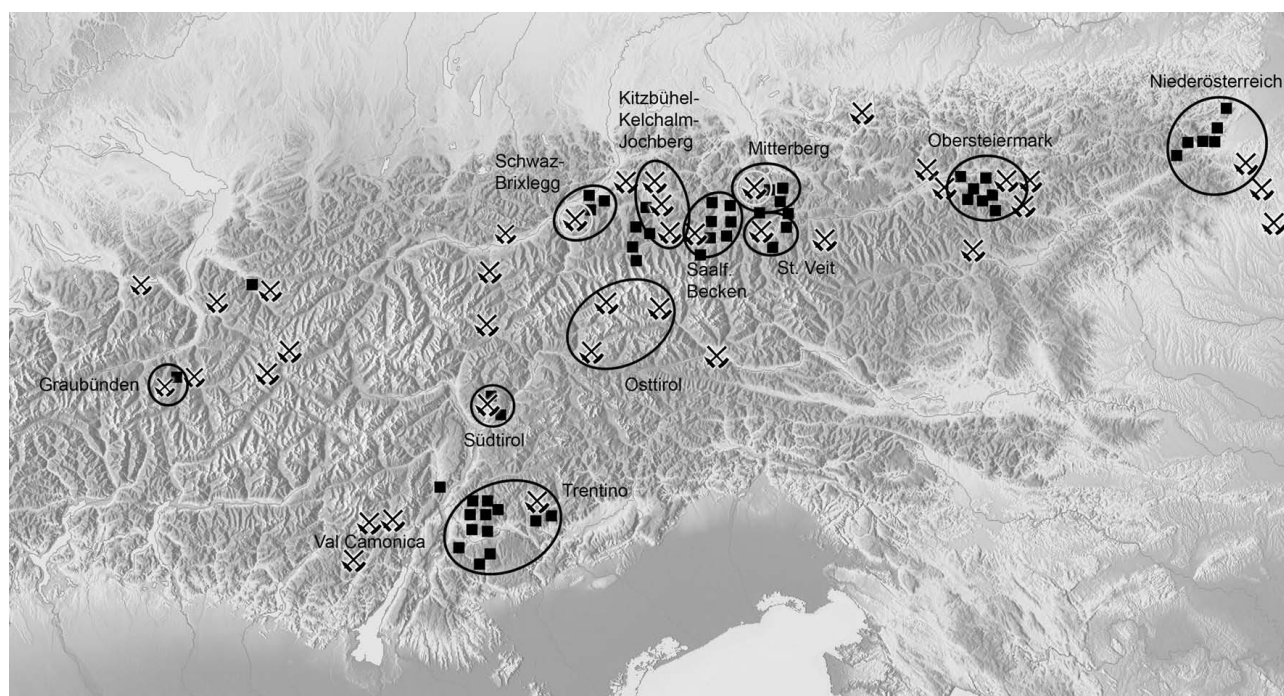 Niederösterreich
Kitzbühel-
Kelchalm-
Jochberg
Obersteiermark
Mitterberg
Schwaz-
Brixlegg
Saalf.
Becken
St. Veit
Graubünden
Osttirol
Südtirol
Trentino
Val Camonica